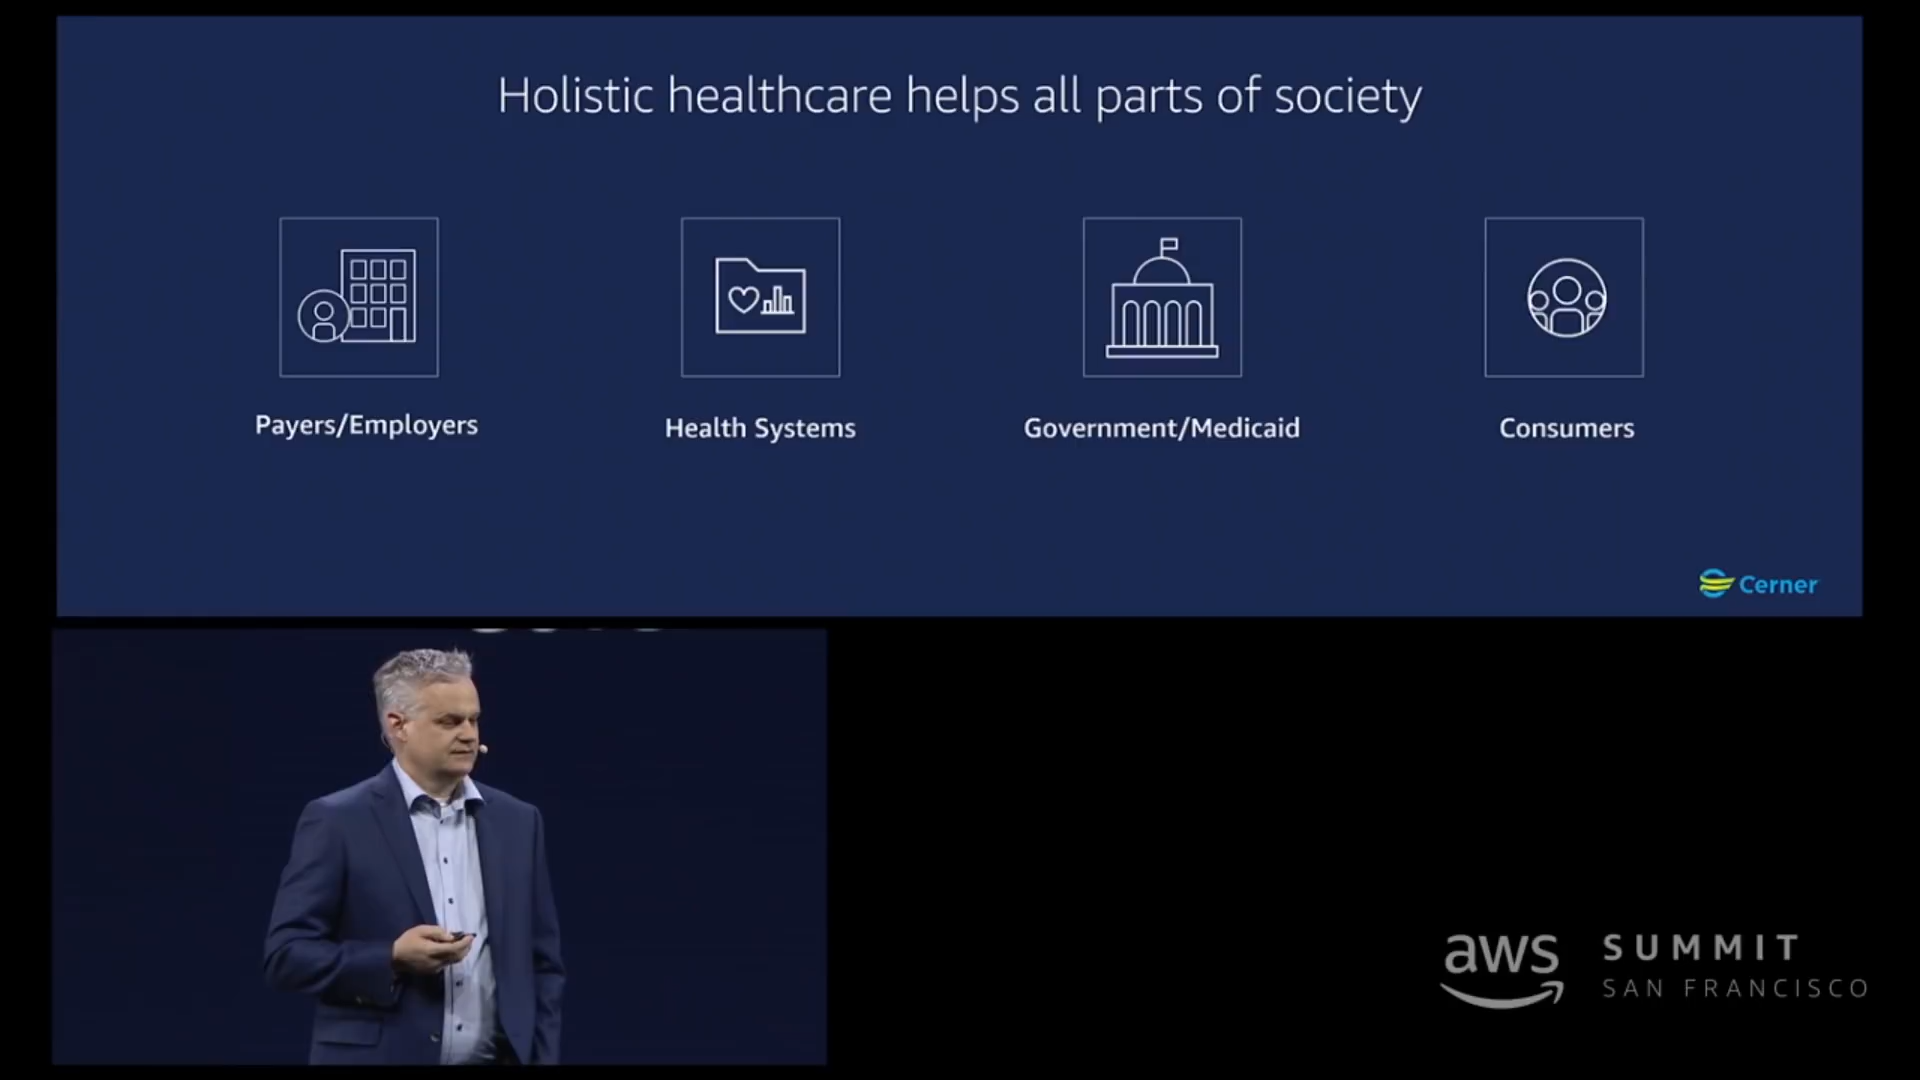 Holistic healthcare helps all parts of society
Payers/Employers
Health Systems
Government/Medicaid
Consumers
Cerner
aws
SUMMIT
SAN FRANCISCO